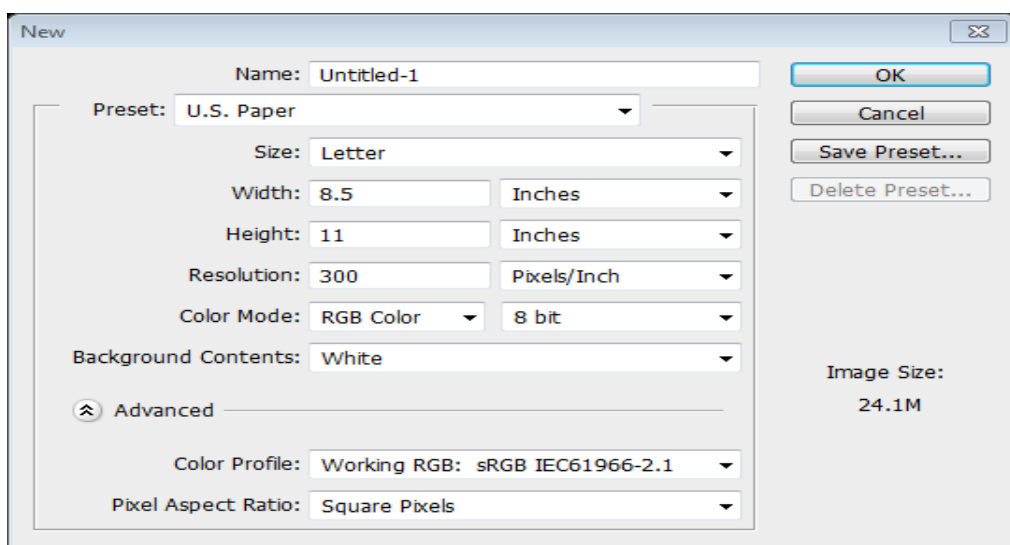 New
Name: Untitled-1
OK
Preset: U.S. Paper
Cancel
Size: Letter
Save Preset...
Width: 8.5 Inches
Delete Preset...
Height: 11 Inches
Resolution: 300 Pixels/Inch
Color Mode: RGB Color 8 bit
Background Contents: White
Image Size:
24.1M
Advanced
Color Profile: Working RGB: sRGB IEC61966-2.1
Pixel Aspect Ratio: Square Pixels